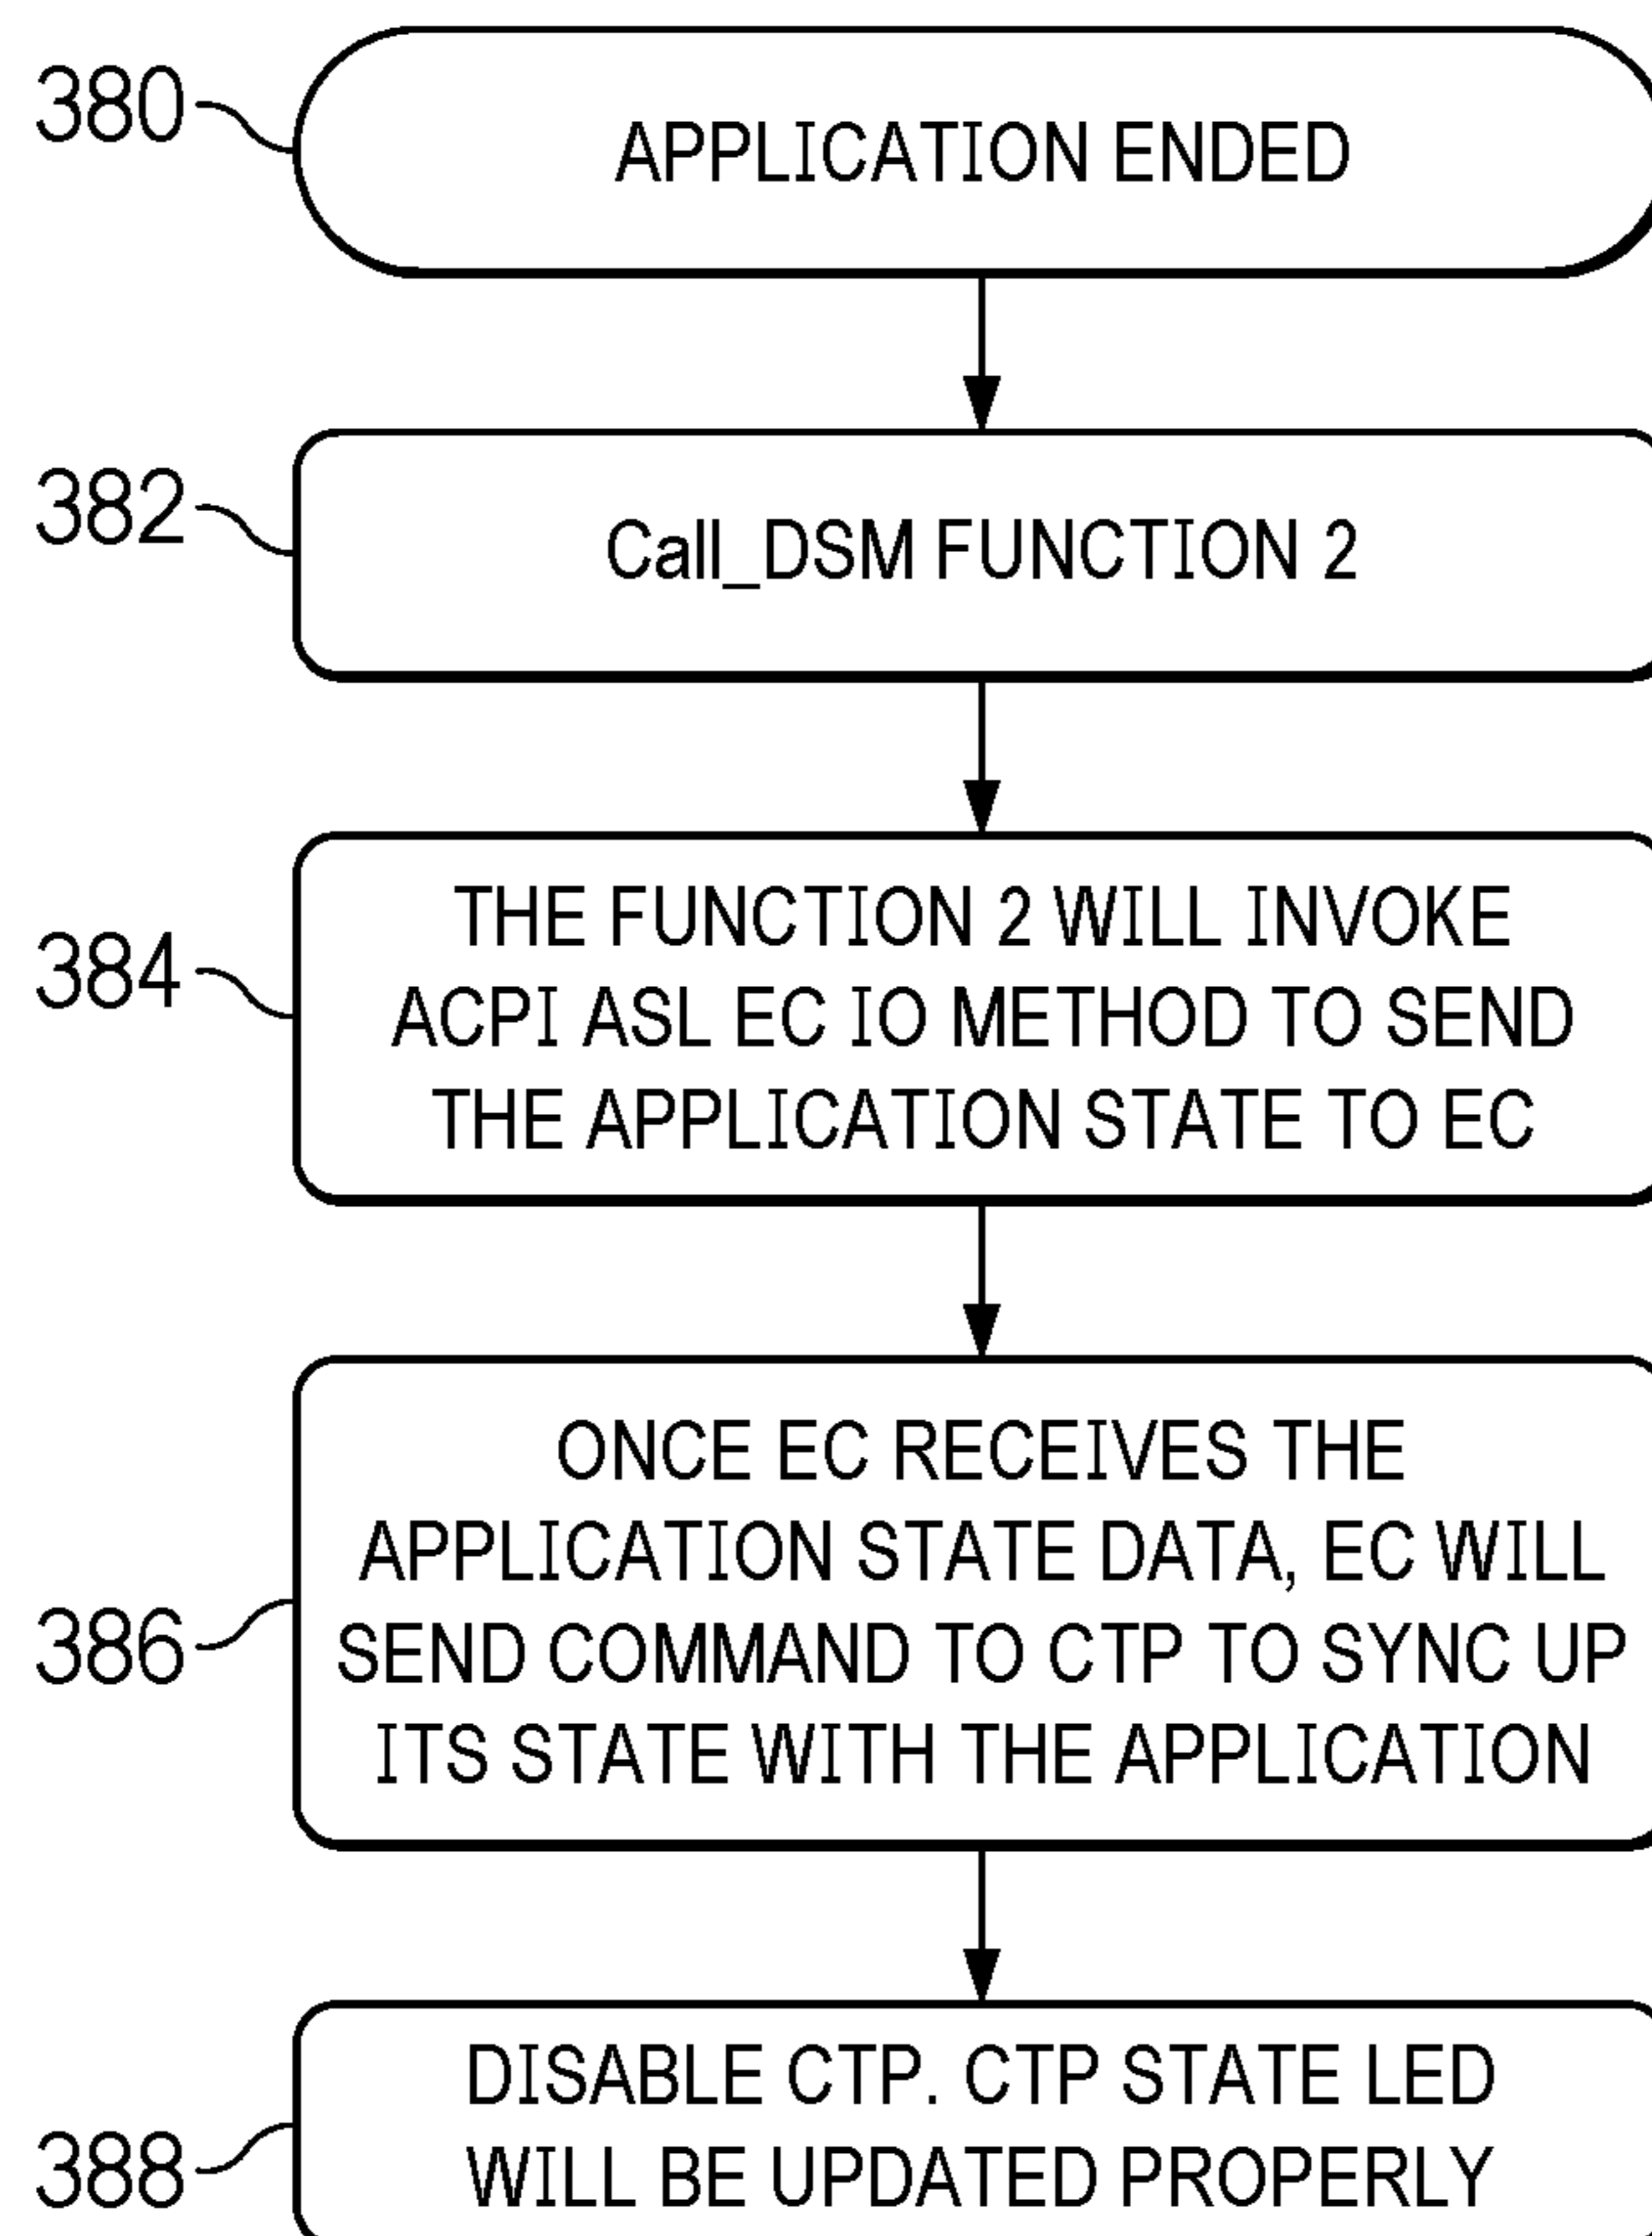 380
APPLICATION ENDED
382
Call_DSM FUNCTION 2
384
THE FUNCTION 2 WILL INVOKE
ACPI ASL EC IO METHOD TO SEND
THE APPLICATION STATE TO EC
386
ONCE EC RECEIVES THE
APPLICATION STATE DATA, EC WILL
SEND COMMAND TO CTP TO SYNC UP
ITS STATE WITH THE APPLICATION
388
DISABLE CTP. CTP STATE LED
WILL BE UPDATED PROPERLY